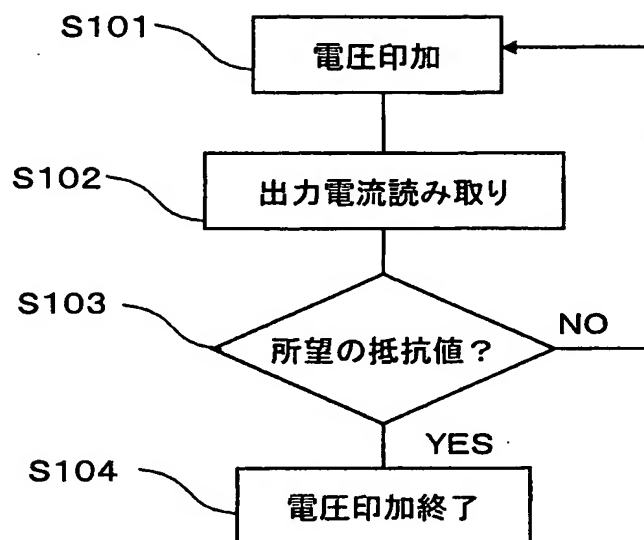 S101
電圧印加
S102
出力電流読み取り
S103
所望の抵抗値？
NO
YES
S104
電圧印加終了